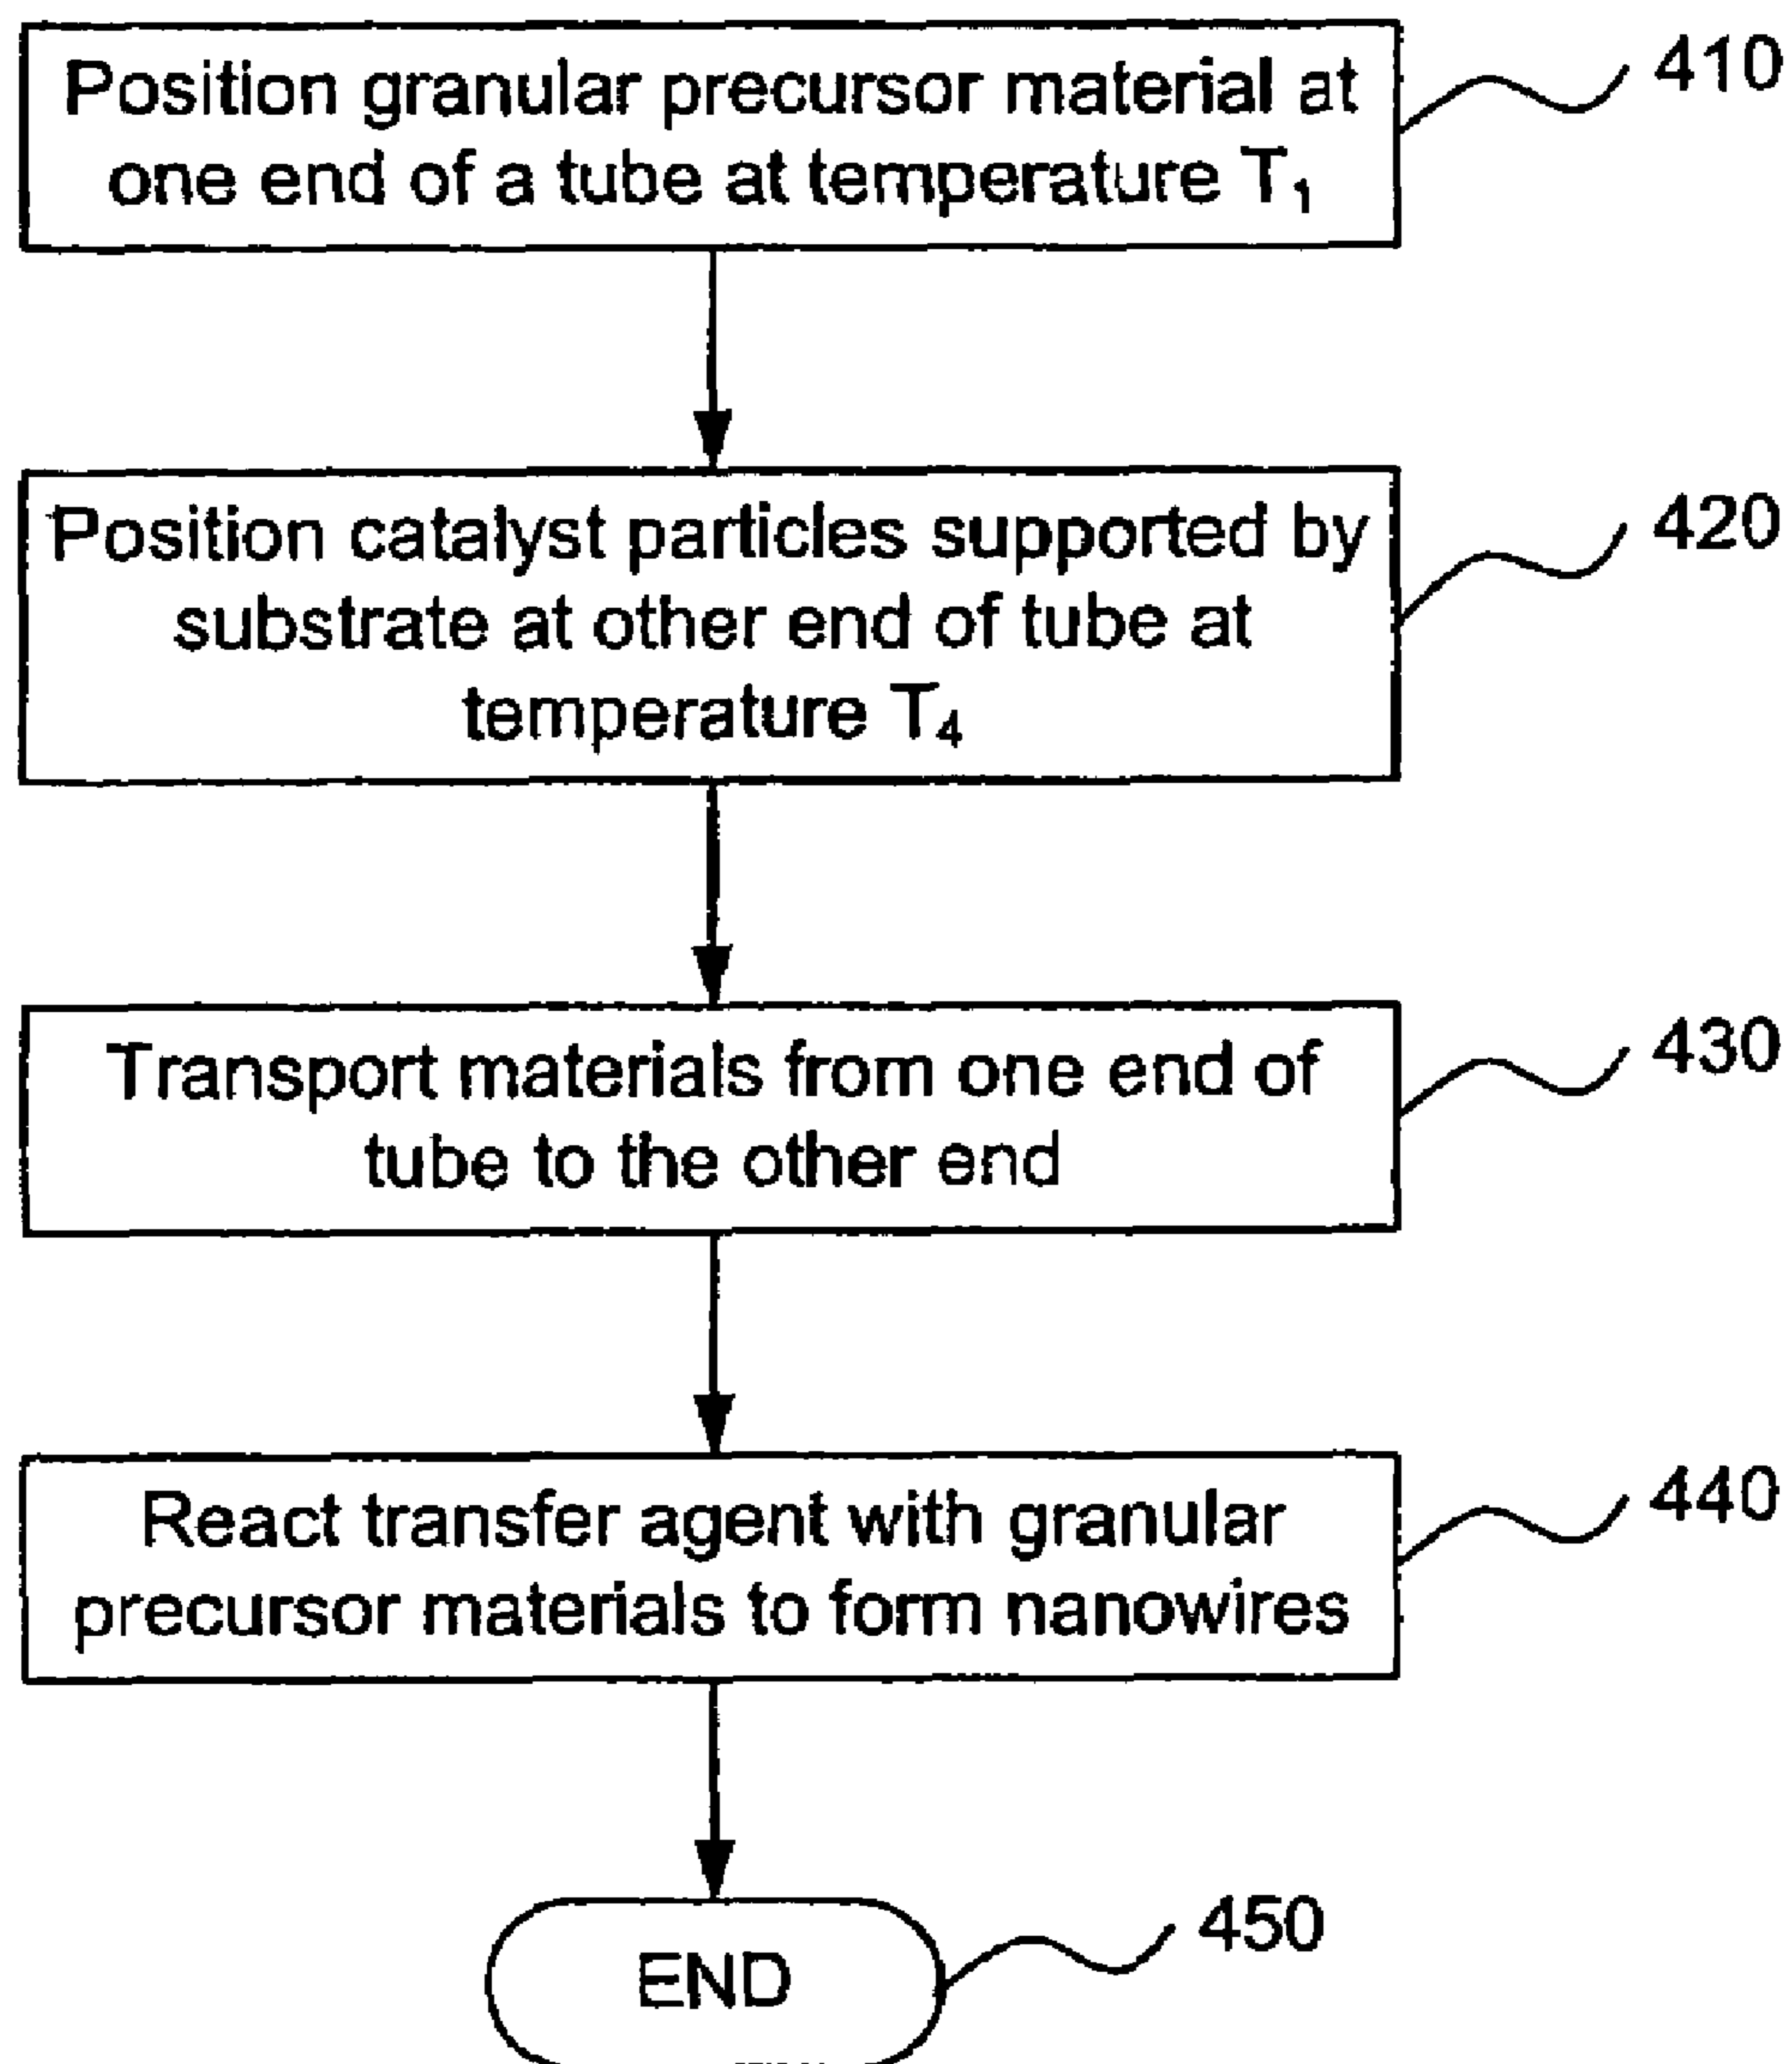 Position granular precursor material at
one end of a tube at temperature T₁
410
Position catalyst particles supported by
substrate at other end of tube at
temperature T₄
420
Transport materials from one end of
tube to the other end
430
React transfer agent with granular
precursor materials to form nanowires
440
END
450